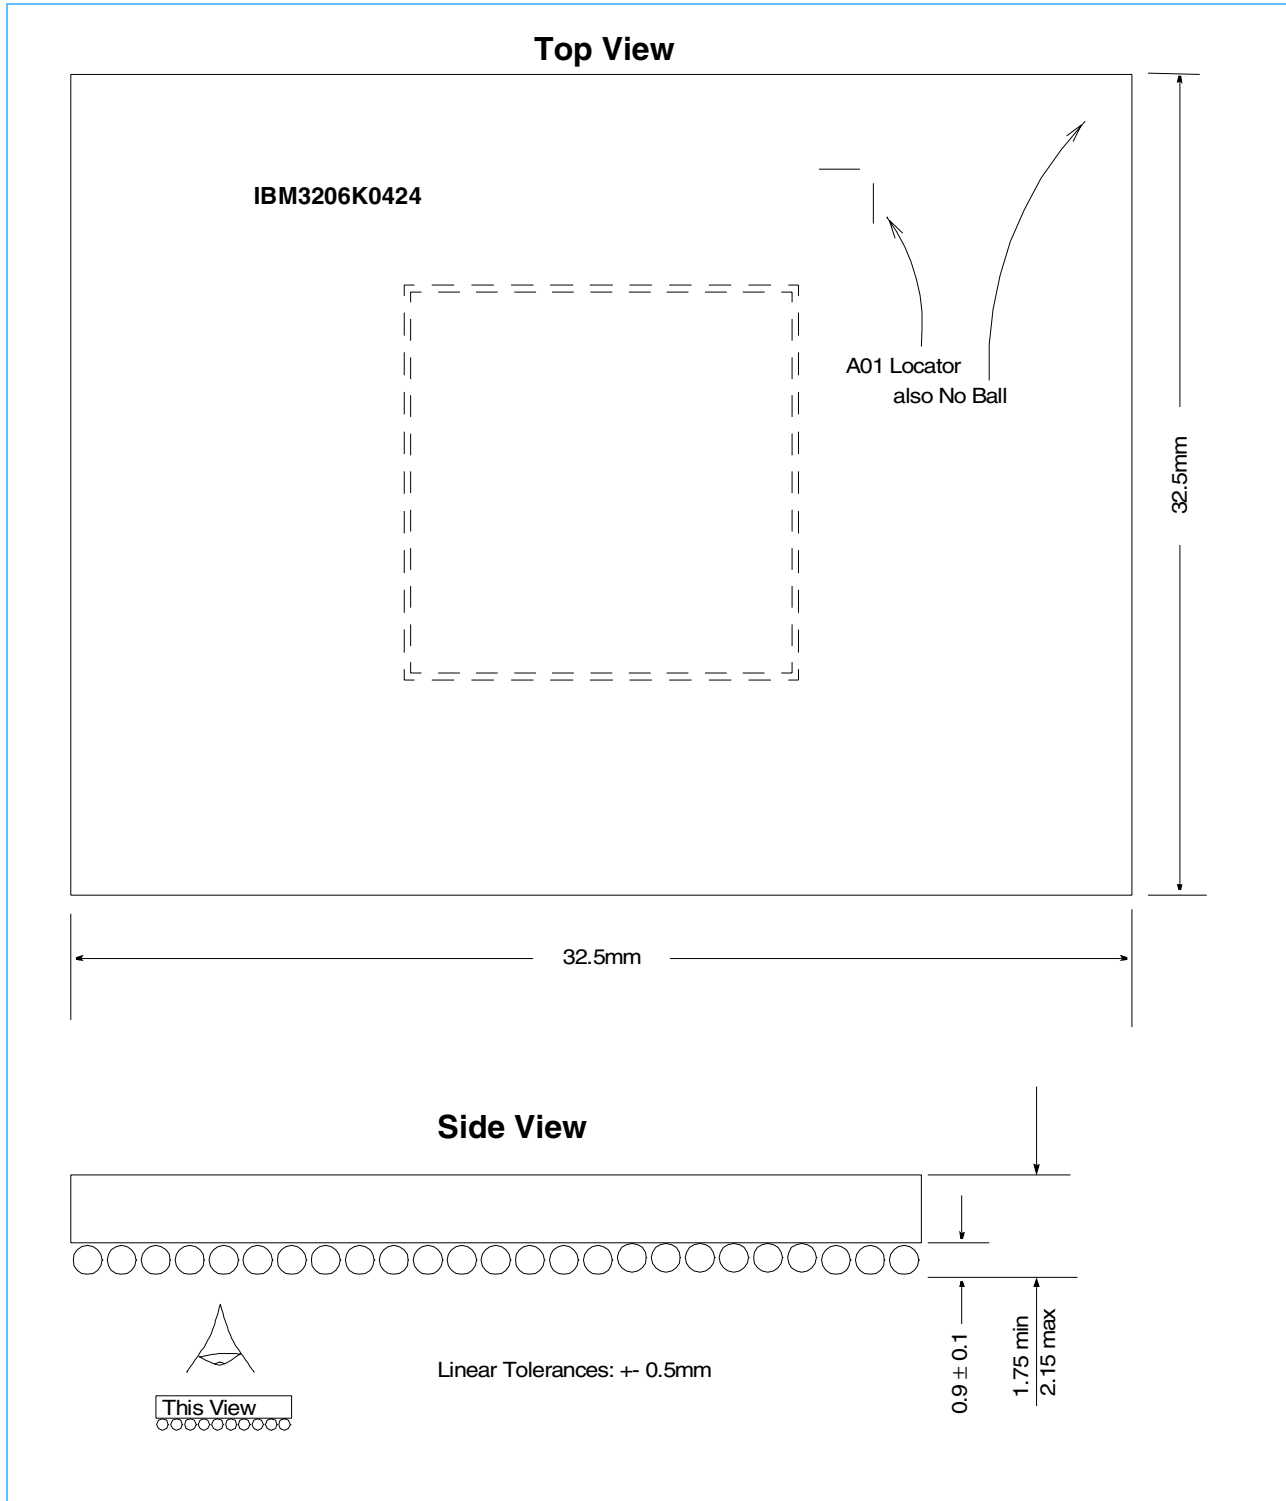 Top View
IBM3206K0424
A01 Locator
also No Ball
32.5mm
32.5mm
Side View
0.9 ± 0.1
1.75 min
2.15 max
Linear Tolerances: +- 0.5mm
This View